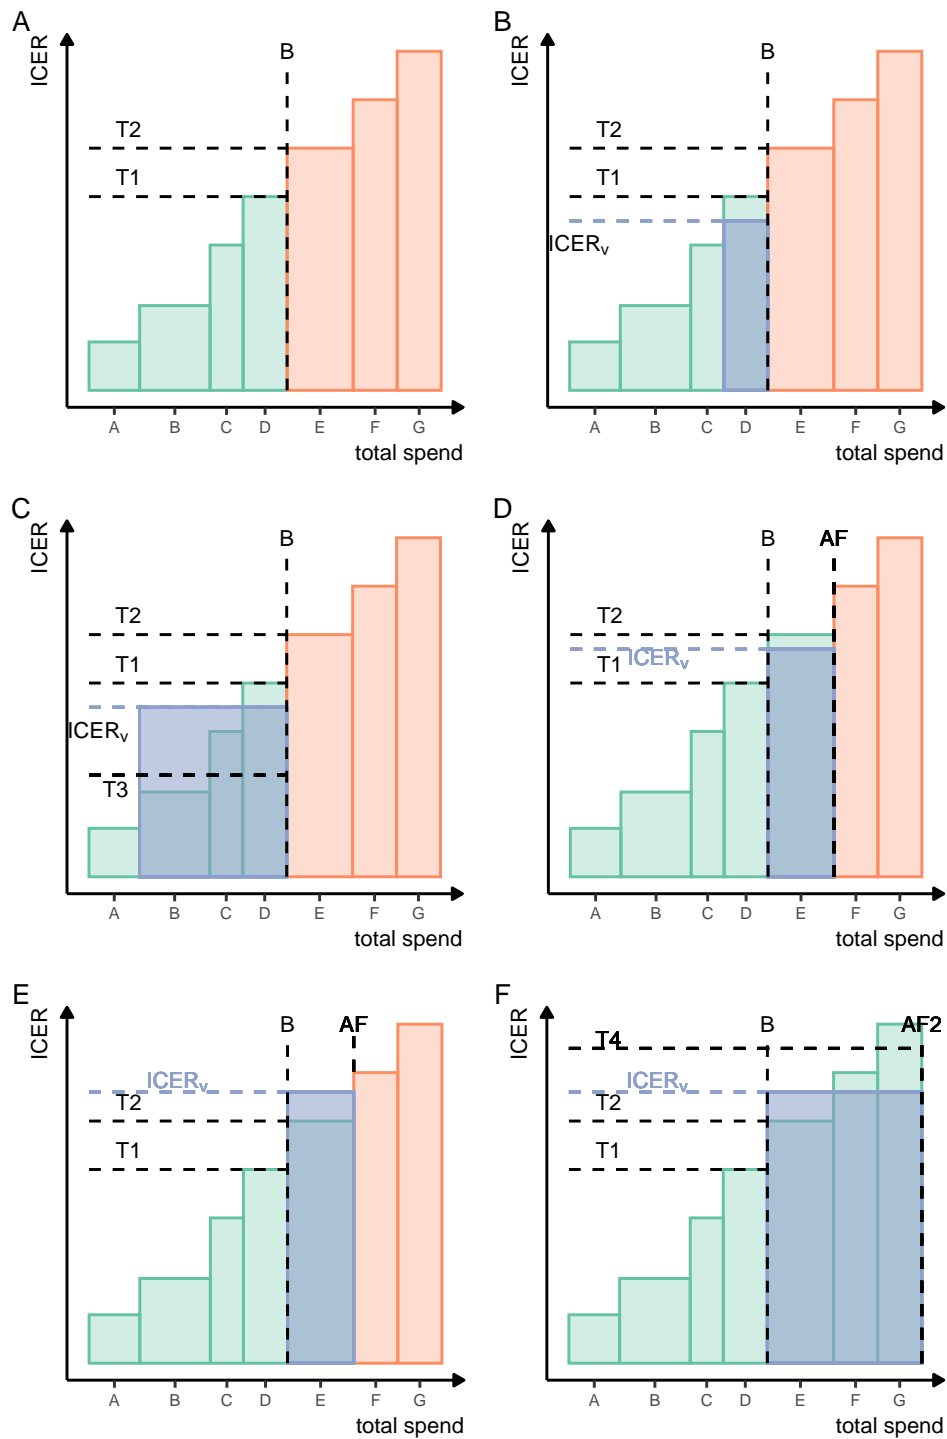 A
ICER
B
T2
T1
A B C D E F G
total spend
B
ICER
B
T2
T1
ICERv
A B C D E F G
total spend
C
ICER
B
T2
T1
ICERv
T3
A B C D E F G
total spend
D
ICER
B AF
T2
ICERv
T1
A B C D E F G
total spend
E
ICER
B AF
ICERv
T2
T1
A B C D E F G
total spend
F
ICER
B AF2
T4
ICERv
T2
T1
A B C D E F G
total spend